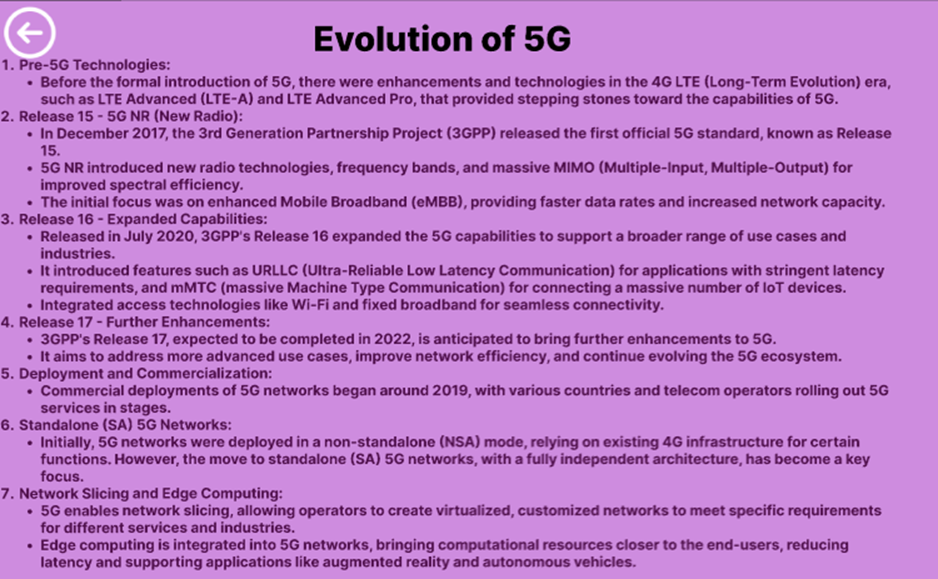 Evolution of 5G
1. Pre-5G Technologies:
• Before the formal introduction of 5G, there were enhancements and technologies in the 4G LTE (Long-Term Evolution) era,
such as LTE Advanced (LTE-A) and LTE Advanced Pro, that provided stepping stones toward the capabilities of 5G.
2. Release 15 - 5G NR (New Radio):
• In December 2017, the 3rd Generation Partnership Project (3GPP) released the first official 5G standard, known as Release
15.
• 5G NR introduced new radio technologies, frequency bands, and massive MIMO (Multiple-Input, Multiple-Output) for
improved spectral efficiency.
• The initial focus was on enhanced Mobile Broadband (eMBB), providing faster data rates and increased network capacity.
3. Release 16 - Expanded Capabilities:
• Released in July 2020, 3GPP's Release 16 expanded the 5G capabilities to support a broader range of use cases and
industries.
• It introduced features such as URLLC (Ultra-Reliable Low Latency Communication) for applications with stringent latency
requirements, and mMTC (massive Machine Type Communication) for connecting a massive number of IoT devices.
• Integrated access technologies like Wi-Fi and fixed broadband for seamless connectivity.
4. Release 17 - Further Enhancements:
• 3GPP's Release 17, expected to be completed in 2022, is anticipated to bring further enhancements to 5G.
• It aims to address more advanced use cases, improve network efficiency, and continue evolving the 5G ecosystem.
5. Deployment and Commercialization:
• Commercial deployments of 5G networks began around 2019, with various countries and telecom operators rolling out 5G
services in stages.
6. Standalone (SA) 5G Networks:
• Initially, 5G networks were deployed in a non-standalone (NSA) mode, relying on existing 4G infrastructure for certain
functions. However, the move to standalone (SA) 5G networks, with a fully independent architecture, has become a key
focus.
7. Network Slicing and Edge Computing:
• 5G enables network slicing, allowing operators to create virtualized, customized networks to meet specific requirements
for different services and industries.
• Edge computing is integrated into 5G networks, bringing computational resources closer to the end-users, reducing
latency and supporting applications like augmented reality and autonomous vehicles.